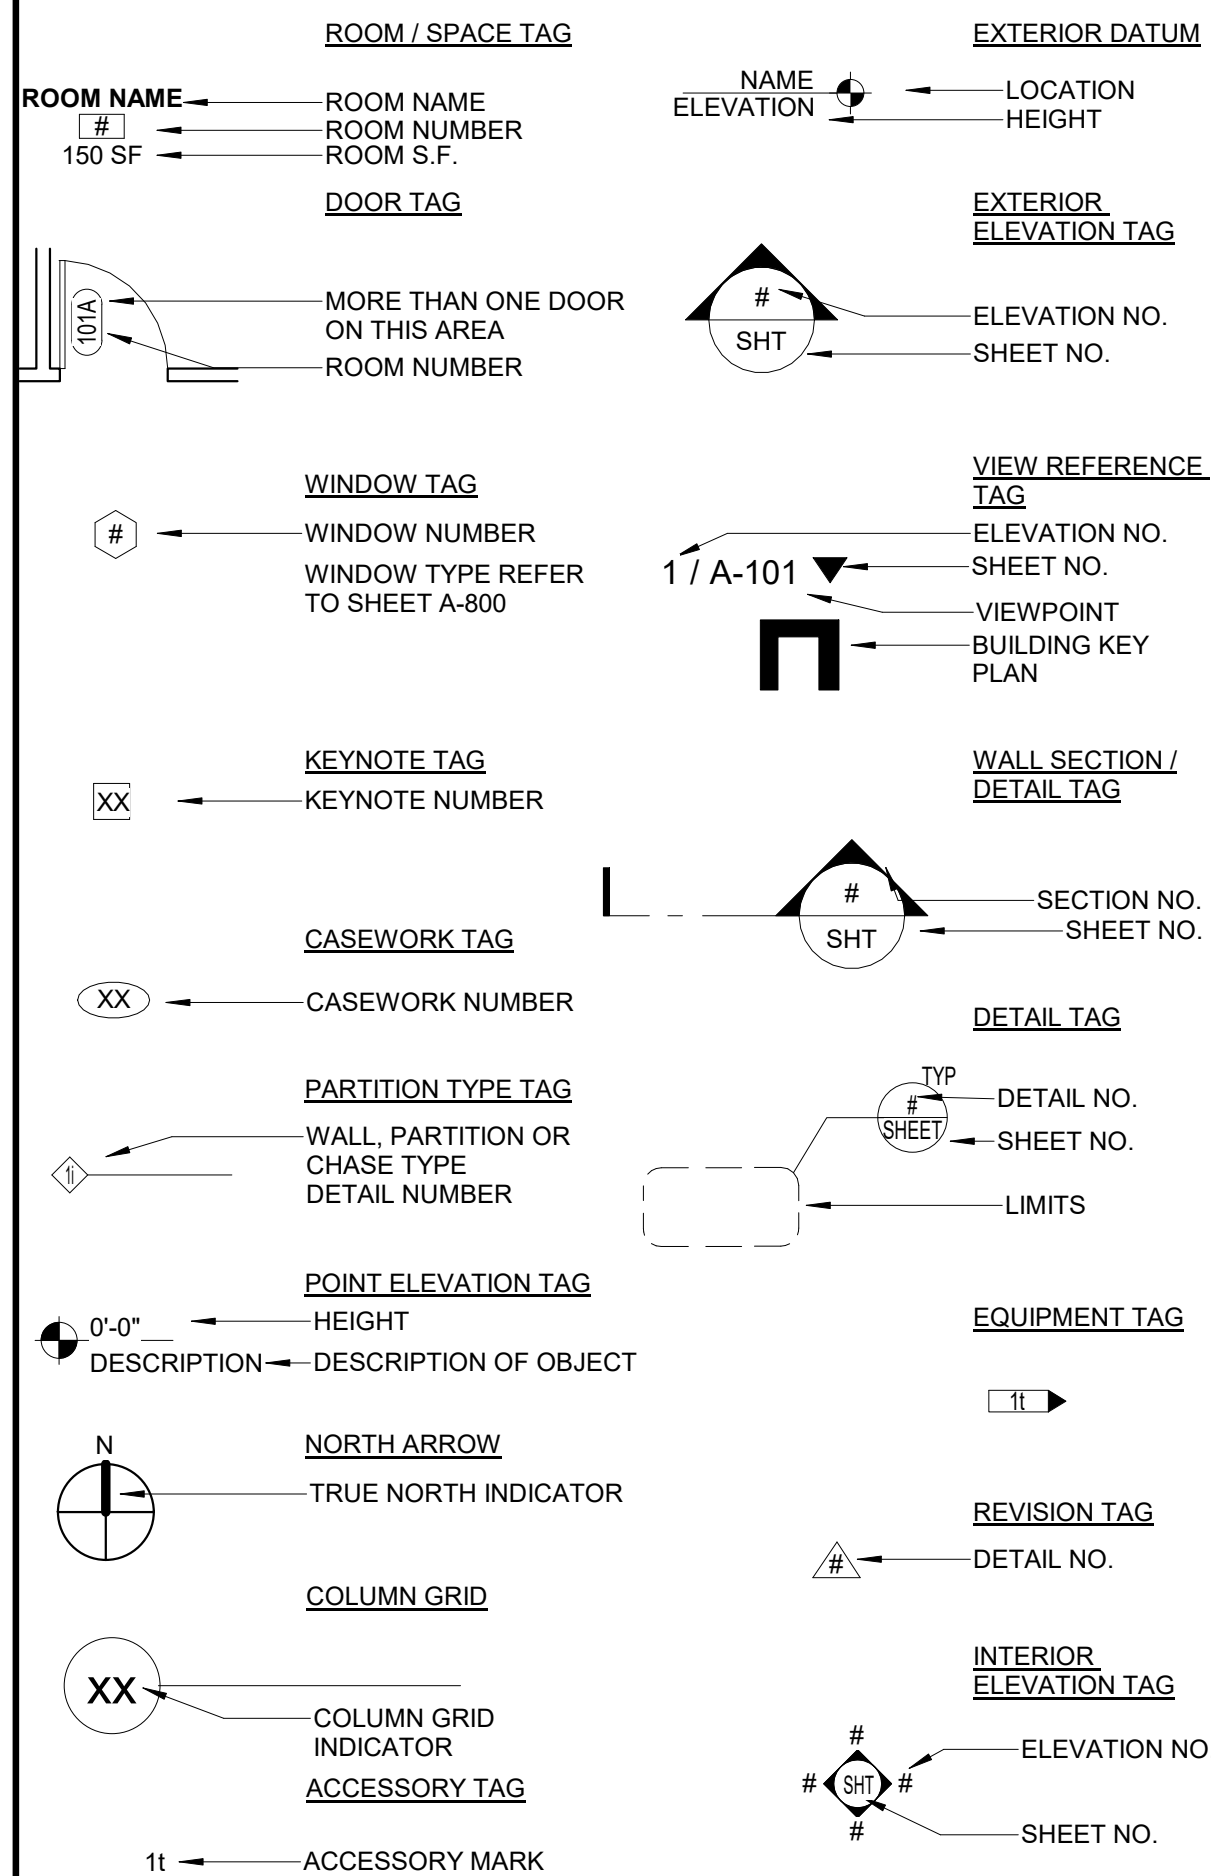 ROOM / SPACE TAG
ROOM NAME
ROOM NAME
#
ROOM NUMBER
150 SF
ROOM S.F.
DOOR TAG
101A
MORE THAN ONE DOOR
ON THIS AREA
ROOM NUMBER
WINDOW TAG
#
WINDOW NUMBER
WINDOW TYPE REFER
TO SHEET A-800
KEYNOTE TAG
XX
KEYNOTE NUMBER
CASEWORK TAG
XX
CASEWORK NUMBER
PARTITION TYPE TAG
1i
WALL, PARTITION OR
CHASE TYPE
DETAIL NUMBER
POINT ELEVATION TAG
0'-0"
HEIGHT
DESCRIPTION
DESCRIPTION OF OBJECT
NORTH ARROW
N
TRUE NORTH INDICATOR
COLUMN GRID
XX
COLUMN GRID
INDICATOR
ACCESSORY TAG
1t
ACCESSORY MARK
EXTERIOR DATUM
NAME
ELEVATION
LOCATION
HEIGHT
EXTERIOR
ELEVATION TAG
#
SHT
ELEVATION NO.
SHEET NO.
VIEW REFERENCE
TAG
ELEVATION NO.
1 / A-101
SHEET NO.
VIEWPOINT
BUILDING KEY
PLAN
WALL SECTION /
DETAIL TAG
#
SHT
SECTION NO.
SHEET NO.
DETAIL TAG
TYP
#
SHEET
DETAIL NO.
SHEET NO.
LIMITS
EQUIPMENT TAG
1t
REVISION TAG
#
DETAIL NO.
INTERIOR
ELEVATION TAG
#
# SHT #
#
ELEVATION NO
SHEET NO.